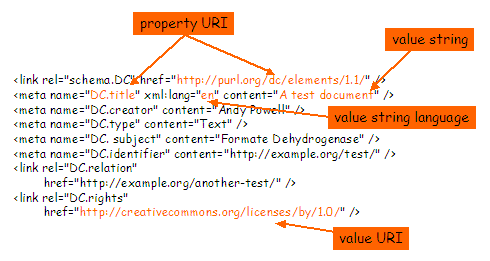 property URI
value string
<link rel="schema.DC" href="http://purl.org/dc/elements/1.1/" />
<meta name="DC.title" xml:lang="en" content="A test document" />
<meta name="DC.creator" content="Andy Powell" />
value string language
<meta name="DC.type" content="Text" />
<meta name="DC. subject" content="Formate Dehydrogenase" />
<meta name="DC.identifier" content="http://example.org/test/" />
<link rel="DC.relation"
href="http://example.org/another-test/" />
<link rel="DC.rights"
href="http://creativecommons.org/licenses/by/1.0/" />
value URI